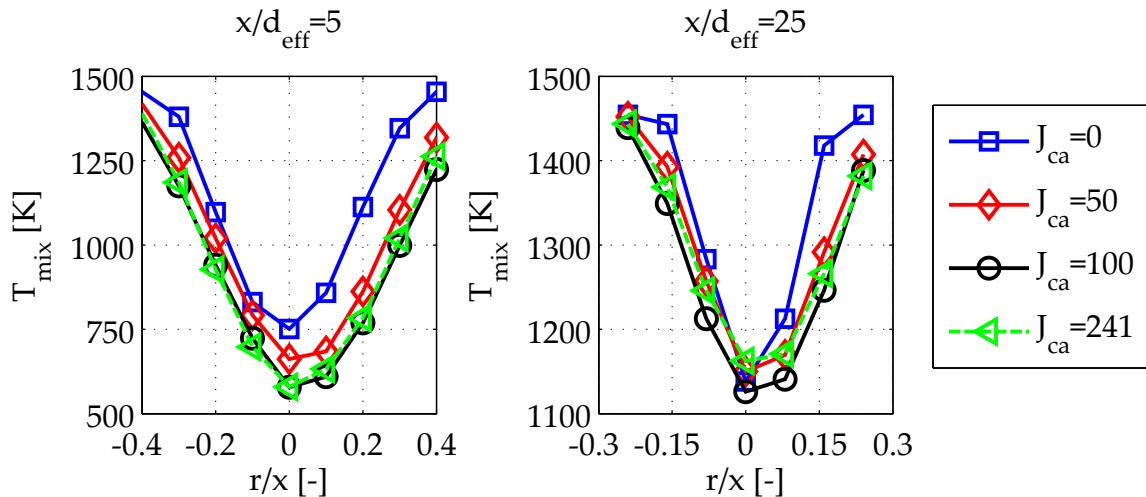 x/d_eff=5
x/d_eff=25
1500
1250
1000
750
500
T_mix [K]
-0.4 -0.2 0 0.2 0.4
r/x [-]
1500
1400
1300
1200
1100
T_mix [K]
-0.3 -0.15 0 0.15 0.3
r/x [-]
J_ca=0
J_ca=50
J_ca=100
J_ca=241